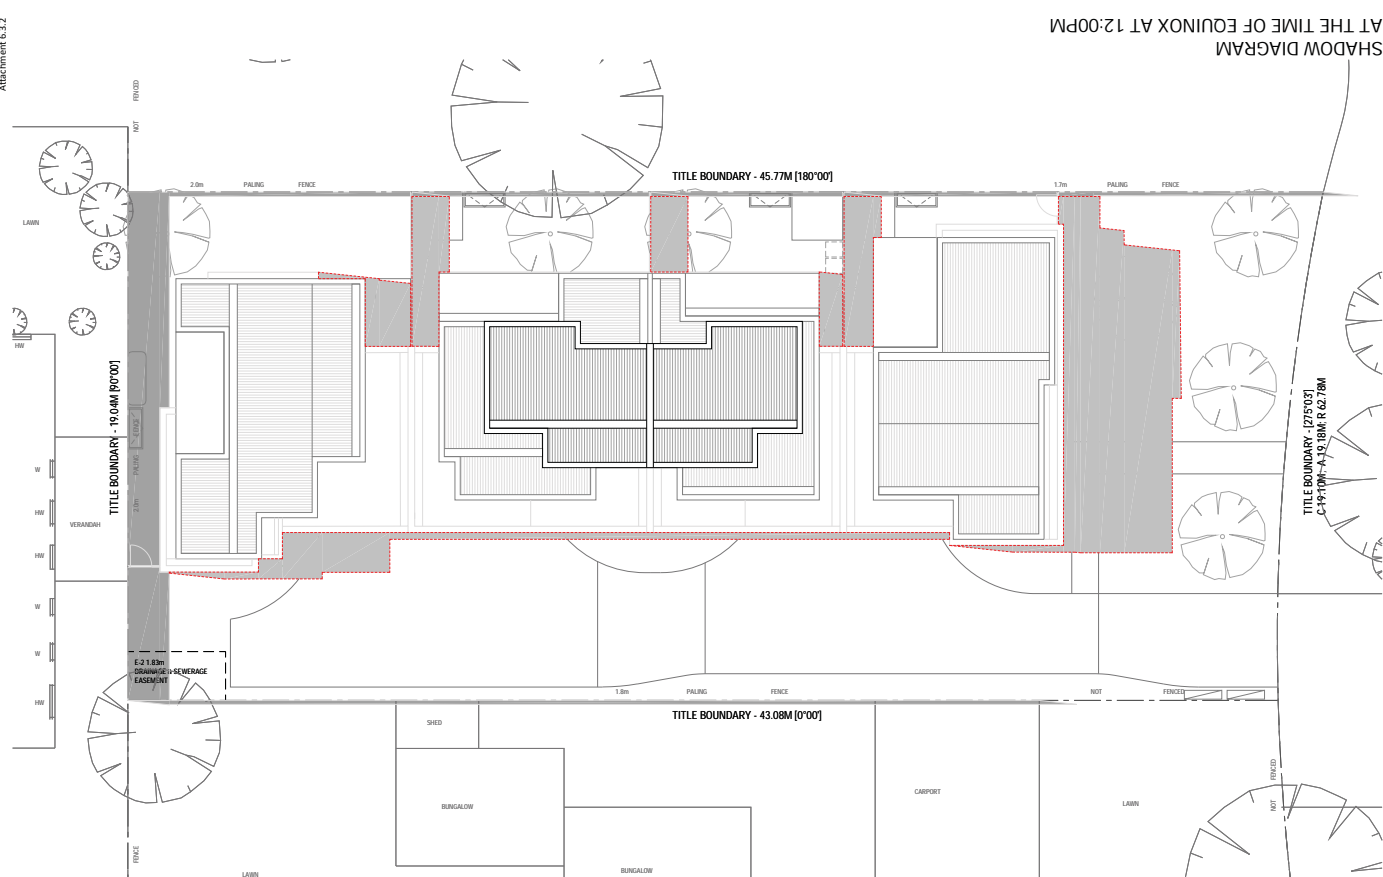 Attachment 6.3.2
SHADOW DIAGRAM
AT THE TIME OF EQUINOX AT 12:00PM
NOT FENCED
TITLE BOUNDARY - 45.77M [180°00']
2.0m PALING FENCE
1.7m PALING FENCE
LAWN
HW
TITLE BOUNDARY - 19.04M [90°00']
2.0m PALING FENCE
TITLE BOUNDARY - [275°03']
C 19.10M; A 19.18M; R 62.78M
W
HW
VERANDAH
HW
W
W
HW
E-2 1.83m
DRAINAGE & SEWERAGE
EASEMENT
1.8m PALING FENCE
NOT FENCED
TITLE BOUNDARY - 43.08M [0°00']
SHED
BUNGALOW
CARPORT
LAWN
NOT FENCED
FENCE
LAWN
BUNGALOW